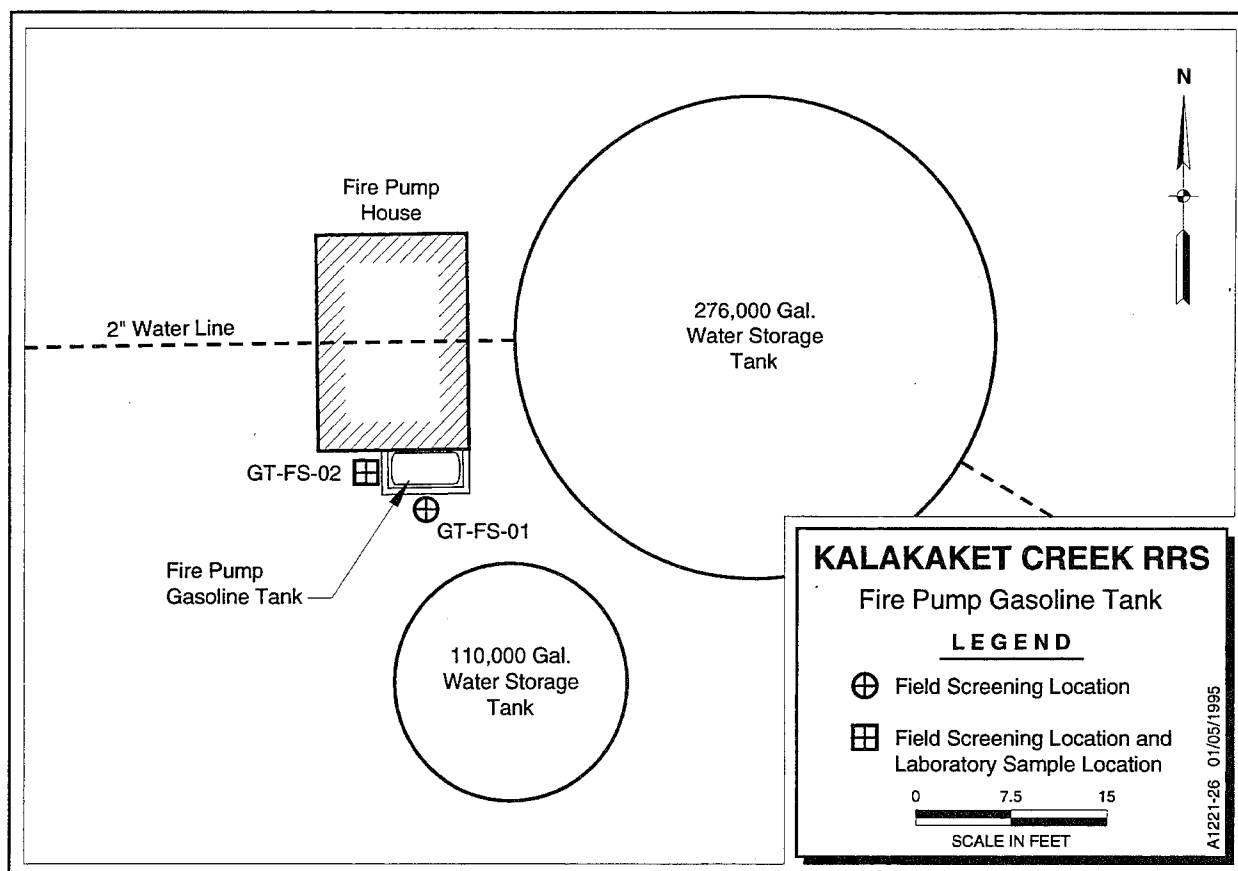 N
Fire Pump
House
276,000 Gal.
Water Storage
Tank
2" Water Line
GT-FS-02
GT-FS-01
Fire Pump
Gasoline Tank
110,000 Gal.
Water Storage
Tank
KALAKAKET CREEK RRS
Fire Pump Gasoline Tank
LEGEND
Field Screening Location
Field Screening Location and
Laboratory Sample Location
0 7.5 15
SCALE IN FEET
A1221-26 01/05/1995